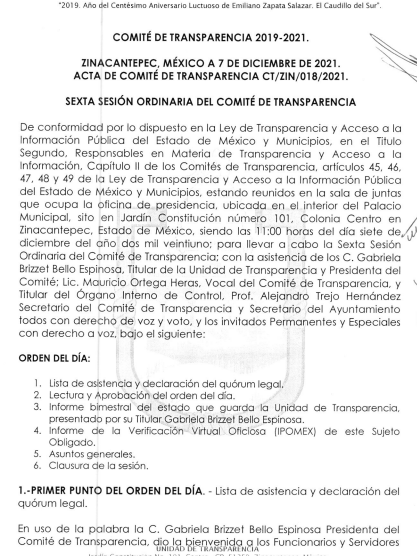 "2019. Año del Centésimo Aniversario Luctuoso de Emiliano Zapata Salazar. El Caudillo del Sur".
COMITÉ DE TRANSPARENCIA 2019-2021.
ZINACANTEPEC, MÉXICO A 7 DE DICIEMBRE DE 2021.
ACTA DE COMITÉ DE TRANSPARENCIA CT/ZIN/018/2021.
SEXTA SESIÓN ORDINARIA DEL COMITÉ DE TRANSPARENCIA
De conformidad por lo dispuesto en la Ley de Transparencia y Acceso a la
Información Pública del Estado de México y Municipios, en el Titulo
Segundo, Responsables en Materia de Transparencia y Acceso a la
Información, Capítulo II de los Comités de Transparencia, artículos 45, 46,
47, 48 y 49 de la Ley de Transparencia y Acceso a la Información Pública
del Estado de México y Municipios, estando reunidos en la sala de juntas
que ocupa la oficina de presidencia, ubicada en el interior del Palacio
Municipal, sito en Jardín Constitución número 101, Colonia Centro en
Zinacantepec, Estado de México, siendo las 11:00 horas del día siete de
diciembre del año dos mil veintiuno; para llevar a cabo la Sexta Sesión
Ordinaria del Comité de Transparencia; con la asistencia de los C. Gabriela
Brizzet Bello Espinosa, Titular de la Unidad de Transparencia y Presidenta del
Comité; Lic. Mauricio Ortega Heras, Vocal del Comité de Transparencia, y
Titular del Órgano Interno de Control, Prof. Alejandro Trejo Hernández
Secretario del Comité de Transparencia y Secretario del Ayuntamiento
todos con derecho de voz y voto, y los invitados Permanentes y Especiales
con derecho a voz, bajo el siguiente:
ORDEN DEL DÍA:
1. Lista de asistencia y declaración del quórum legal.
2. Lectura y Aprobación del orden del día.
3. Informe bimestral del estado que guarda la Unidad de Transparencia,
presentado por su Titular Gabriela Brizzet Bello Espinosa.
4. Informe de la Verificación Virtual Oficiosa (IPOMEX) de este Sujeto
Obligado.
5. Asuntos generales.
6. Clausura de la sesión.
1.-PRIMER PUNTO DEL ORDEN DEL DÍA. - Lista de asistencia y declaración del
quórum legal.
En uso de la palabra la C. Gabriela Brizzet Bello Espinosa Presidenta del
Comité de Transparencia, dio la bienvenida a los Funcionarios y Servidores
UNIDAD DE TRANSPARENCIA